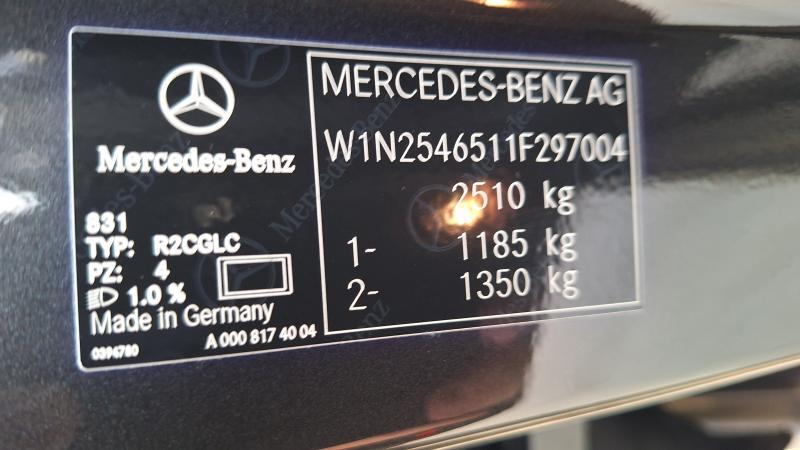 Mercedes-Benz
831
TYP: R2CGLC
PZ: 4
1.0 %
Made in Germany
0394780
A 000 817 40 04
MERCEDES-BENZ AG
W1N2546511F297004
2510 kg
1- 1185 kg
2- 1350 kg